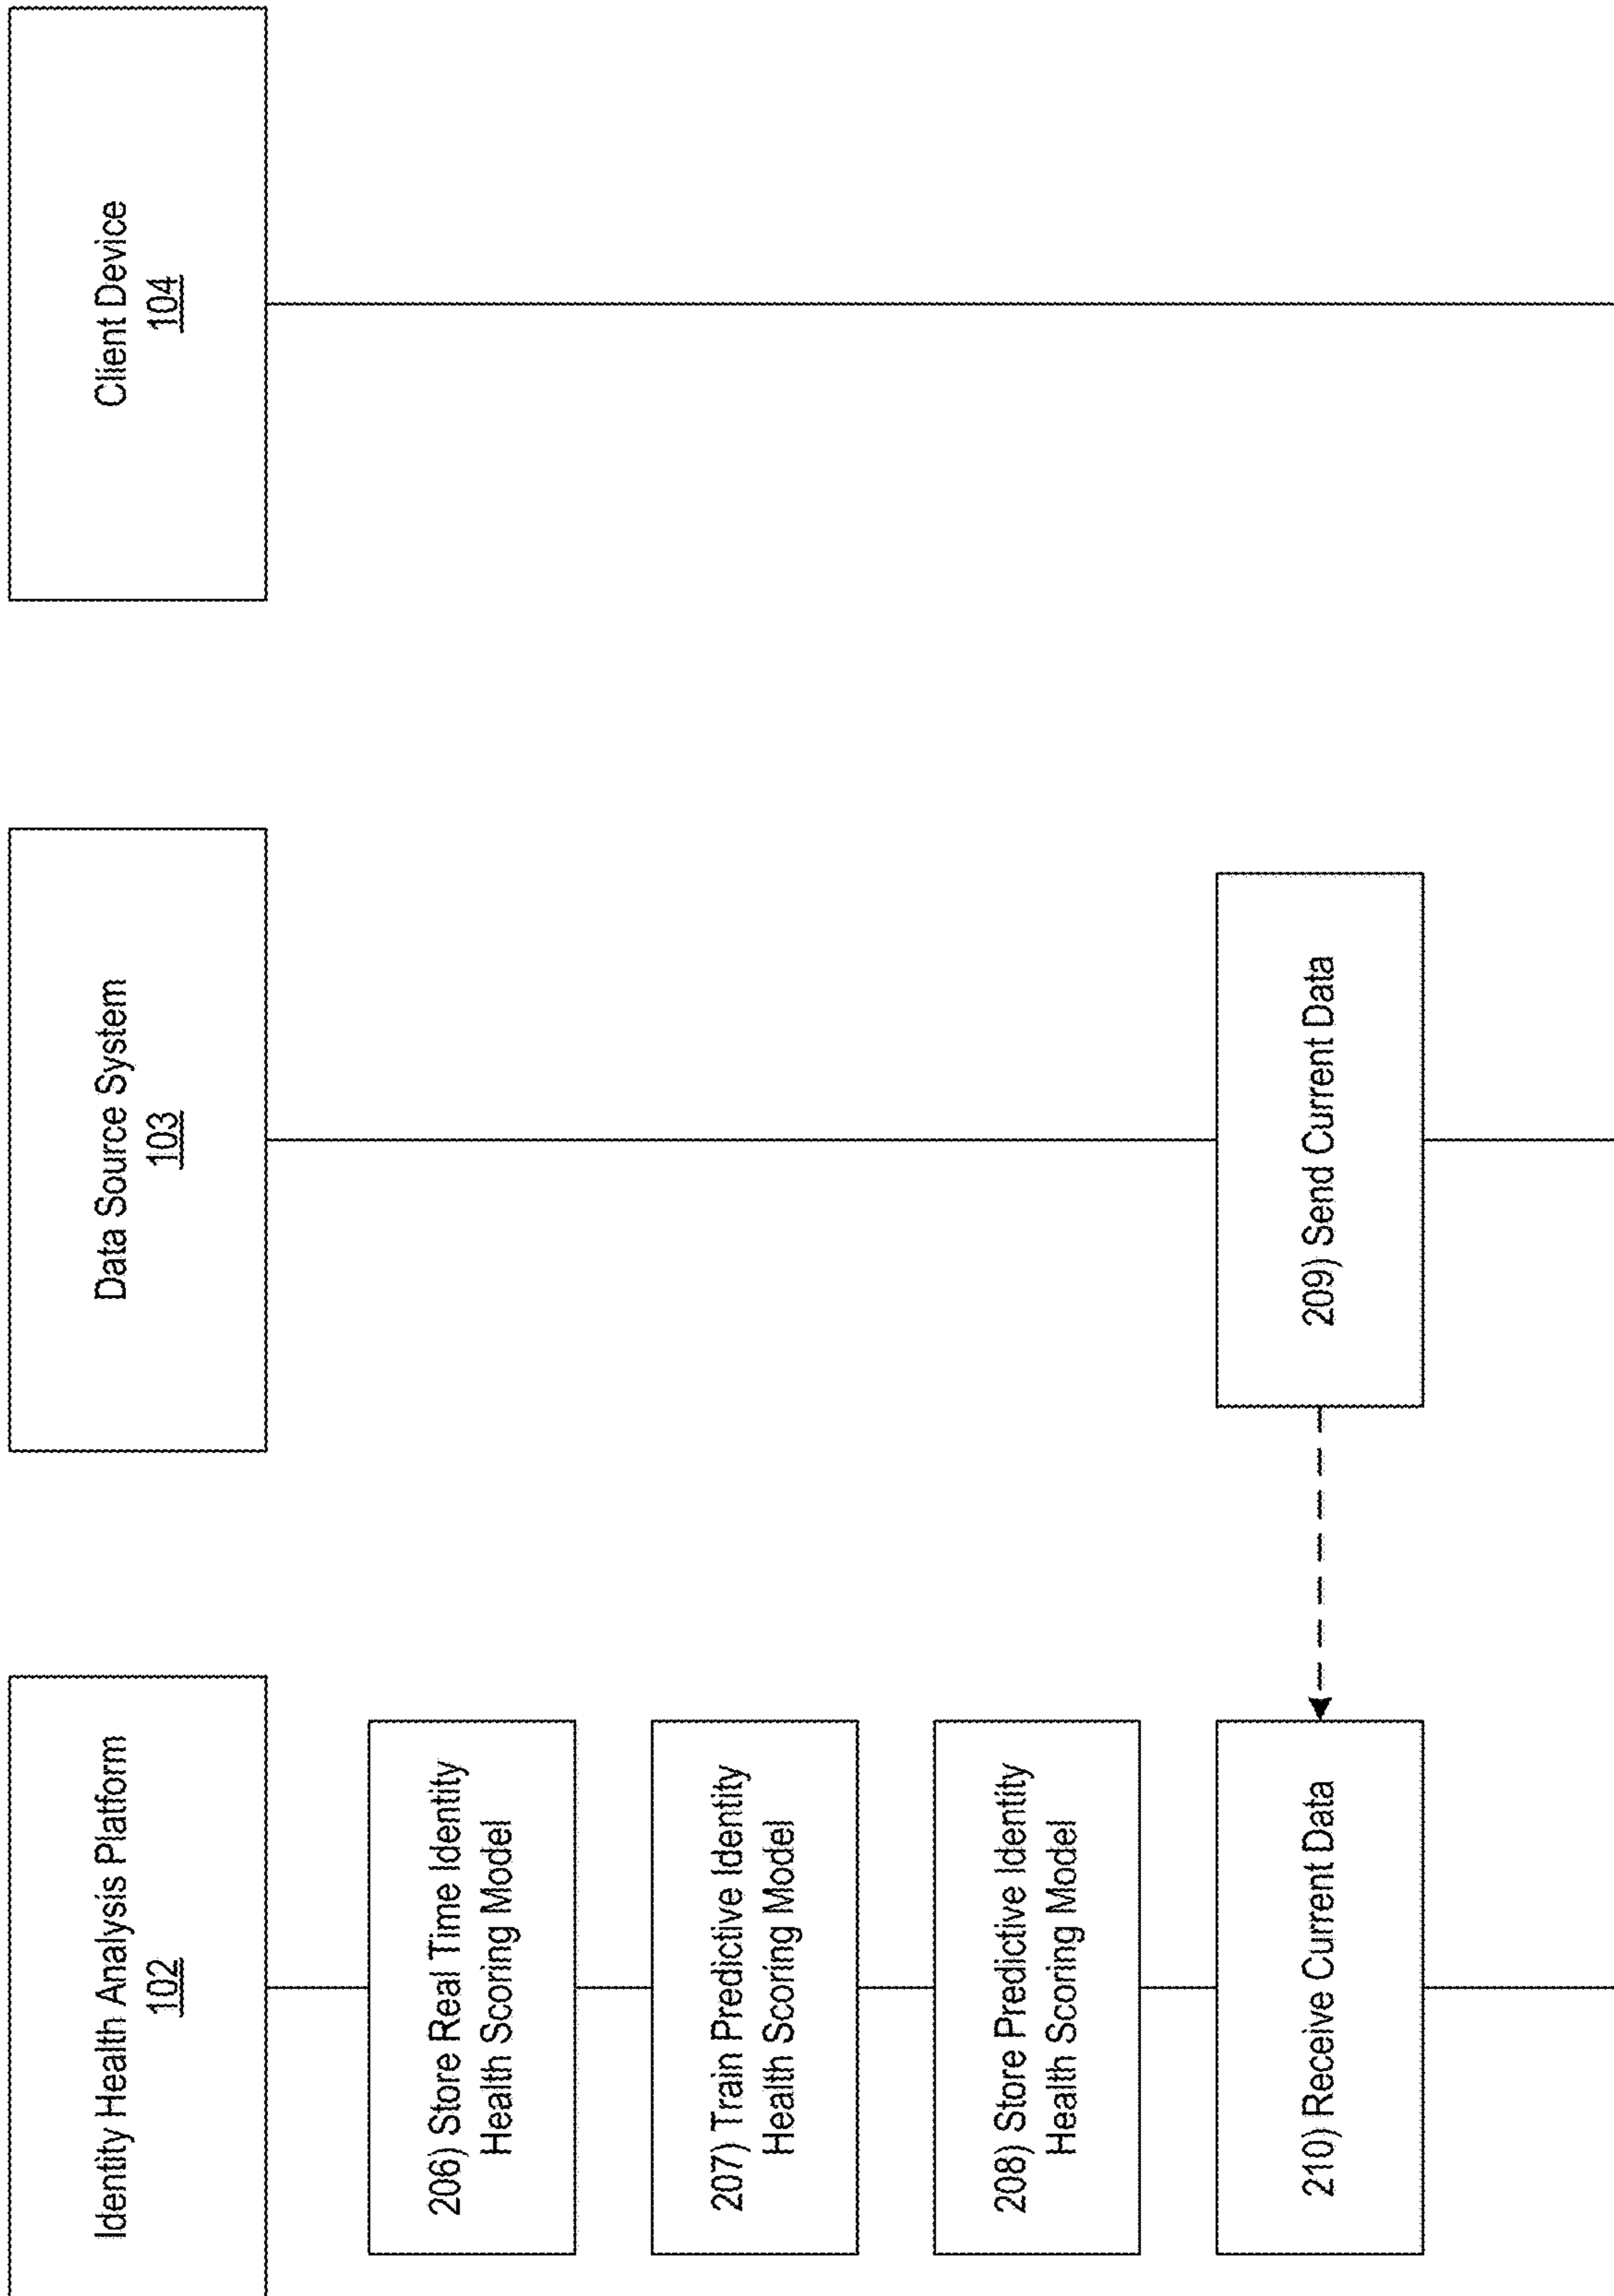 Identity Health Analysis Platform
102
Data Source System
103
Client Device
104
206) Store Real Time Identity
Health Scoring Model
207) Train Predictive Identity
Health Scoring Model
208) Store Predictive Identity
Health Scoring Model
210) Receive Current Data
209) Send Current Data